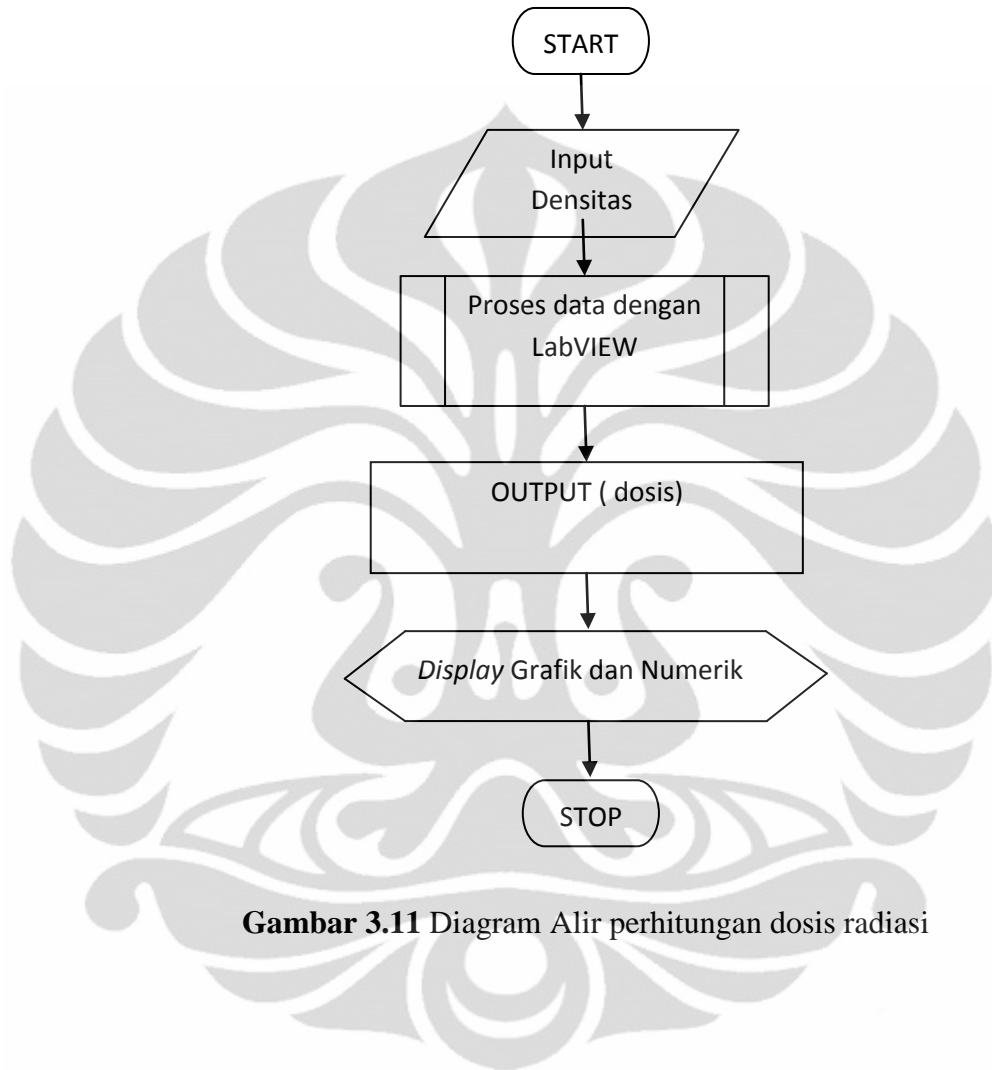 START
Input
Densitas
Proses data dengan
LabVIEW
OUTPUT ( dosis)
Display Grafik dan Numerik
STOP
Gambar 3.11 Diagram Alir perhitungan dosis radiasi